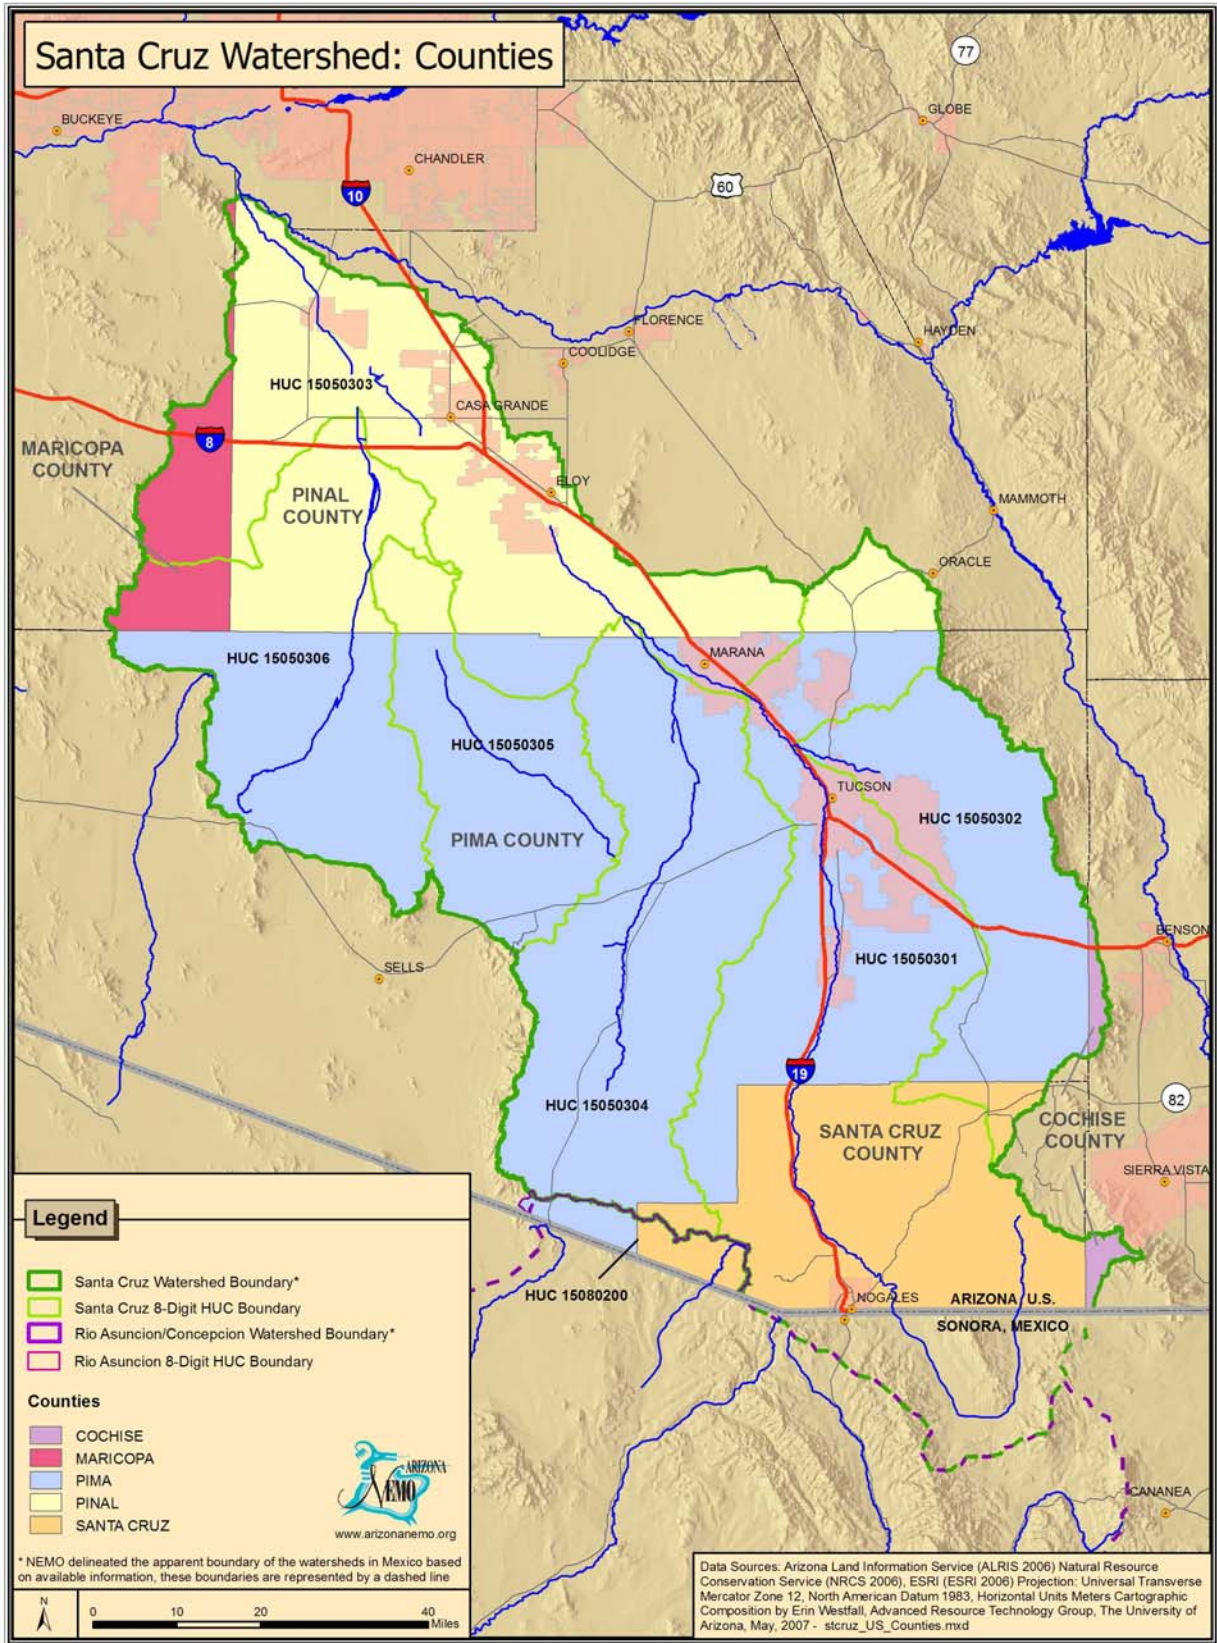 Santa Cruz Watershed: Counties
77
BUCKEYE
GLOBE
CHANDLER
10
60
FLORENCE
HAYDEN
COOLIDGE
HUC 15050303
CASA GRANDE
8
MARICOPA
COUNTY
PINAL
COUNTY
ELOY
MAMMOTH
ORACLE
HUC 15050306
MARANA
HUC 15050305
TUCSON
HUC 15050302
PIMA COUNTY
BENSON
HUC 15050301
SELLS
19
HUC 15050304
82
SANTA CRUZ
COUNTY
COCHISE
COUNTY
SIERRA VISTA
HUC 15080200
NOGALES
ARIZONA, U.S.
SONORA, MEXICO
CANANEA
Legend
Santa Cruz Watershed Boundary*
Santa Cruz 8-Digit HUC Boundary
Rio Asuncion/Concepcion Watershed Boundary*
Rio Asuncion 8-Digit HUC Boundary
Counties
COCHISE
MARICOPA
PIMA
PINAL
SANTA CRUZ
ARIZONA
NEMO
www.arizonanemo.org
* NEMO delineated the apparent boundary of the watersheds in Mexico based
on available information, these boundaries are represented by a dashed line
N
0 10 20 40
Miles
Data Sources: Arizona Land Information Service (ALRIS 2006) Natural Resource
Conservation Service (NRCS 2006), ESRI (ESRI 2006) Projection: Universal Transverse
Mercator Zone 12, North American Datum 1983, Horizontal Units Meters Cartographic
Composition by Erin Westfall, Advanced Resource Technology Group, The University of
Arizona, May, 2007 - stcruz_US_Counties.mxd